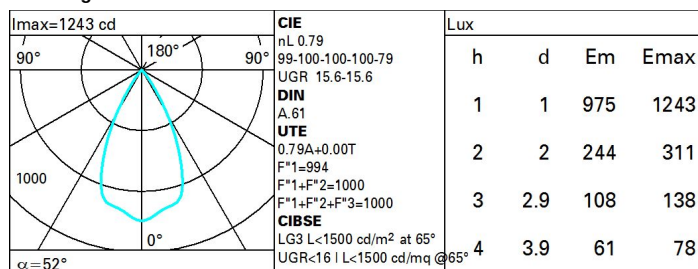 Imax=1243 cd
90°
180°
90°
1000
0°
α=52°
CIE
nL 0.79
99-100-100-100-79
UGR 15.6-15.6
DIN
A.61
UTE
0.79A+0.00T
F"1=994
F"1+F"2=1000
F"1+F"2+F"3=1000
CIBSE
LG3 L<1500 cd/m² at 65°
UGR<16 | L<1500 cd/mq @65°
Lux
h d Em Emax
1 1 975 1243
2 2 244 311
3 2.9 108 138
4 3.9 61 78